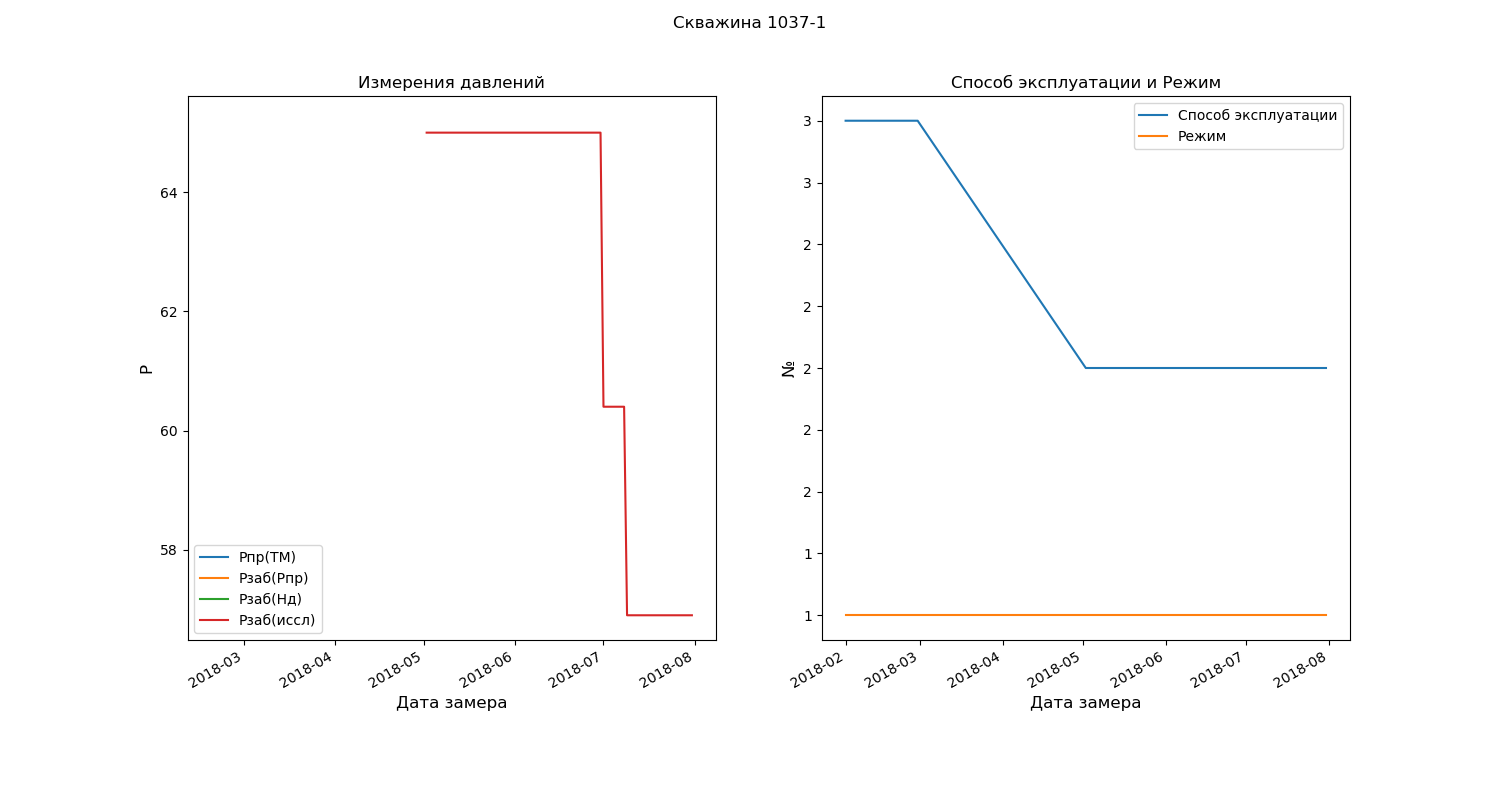 Скважина 1037-1
Измерения давлений
P
64
62
60
58
Pпр(ТМ)
Pзаб(Pпр)
Pзаб(Нд)
Pзаб(иссл)
2018-03
2018-04
2018-05
2018-06
2018-07
2018-08
Дата замера
Способ эксплуатации и Режим
Способ эксплуатации
Режим
№
3
3
2
2
2
2
2
1
1
2018-02
2018-03
2018-04
2018-05
2018-06
2018-07
2018-08
Дата замера